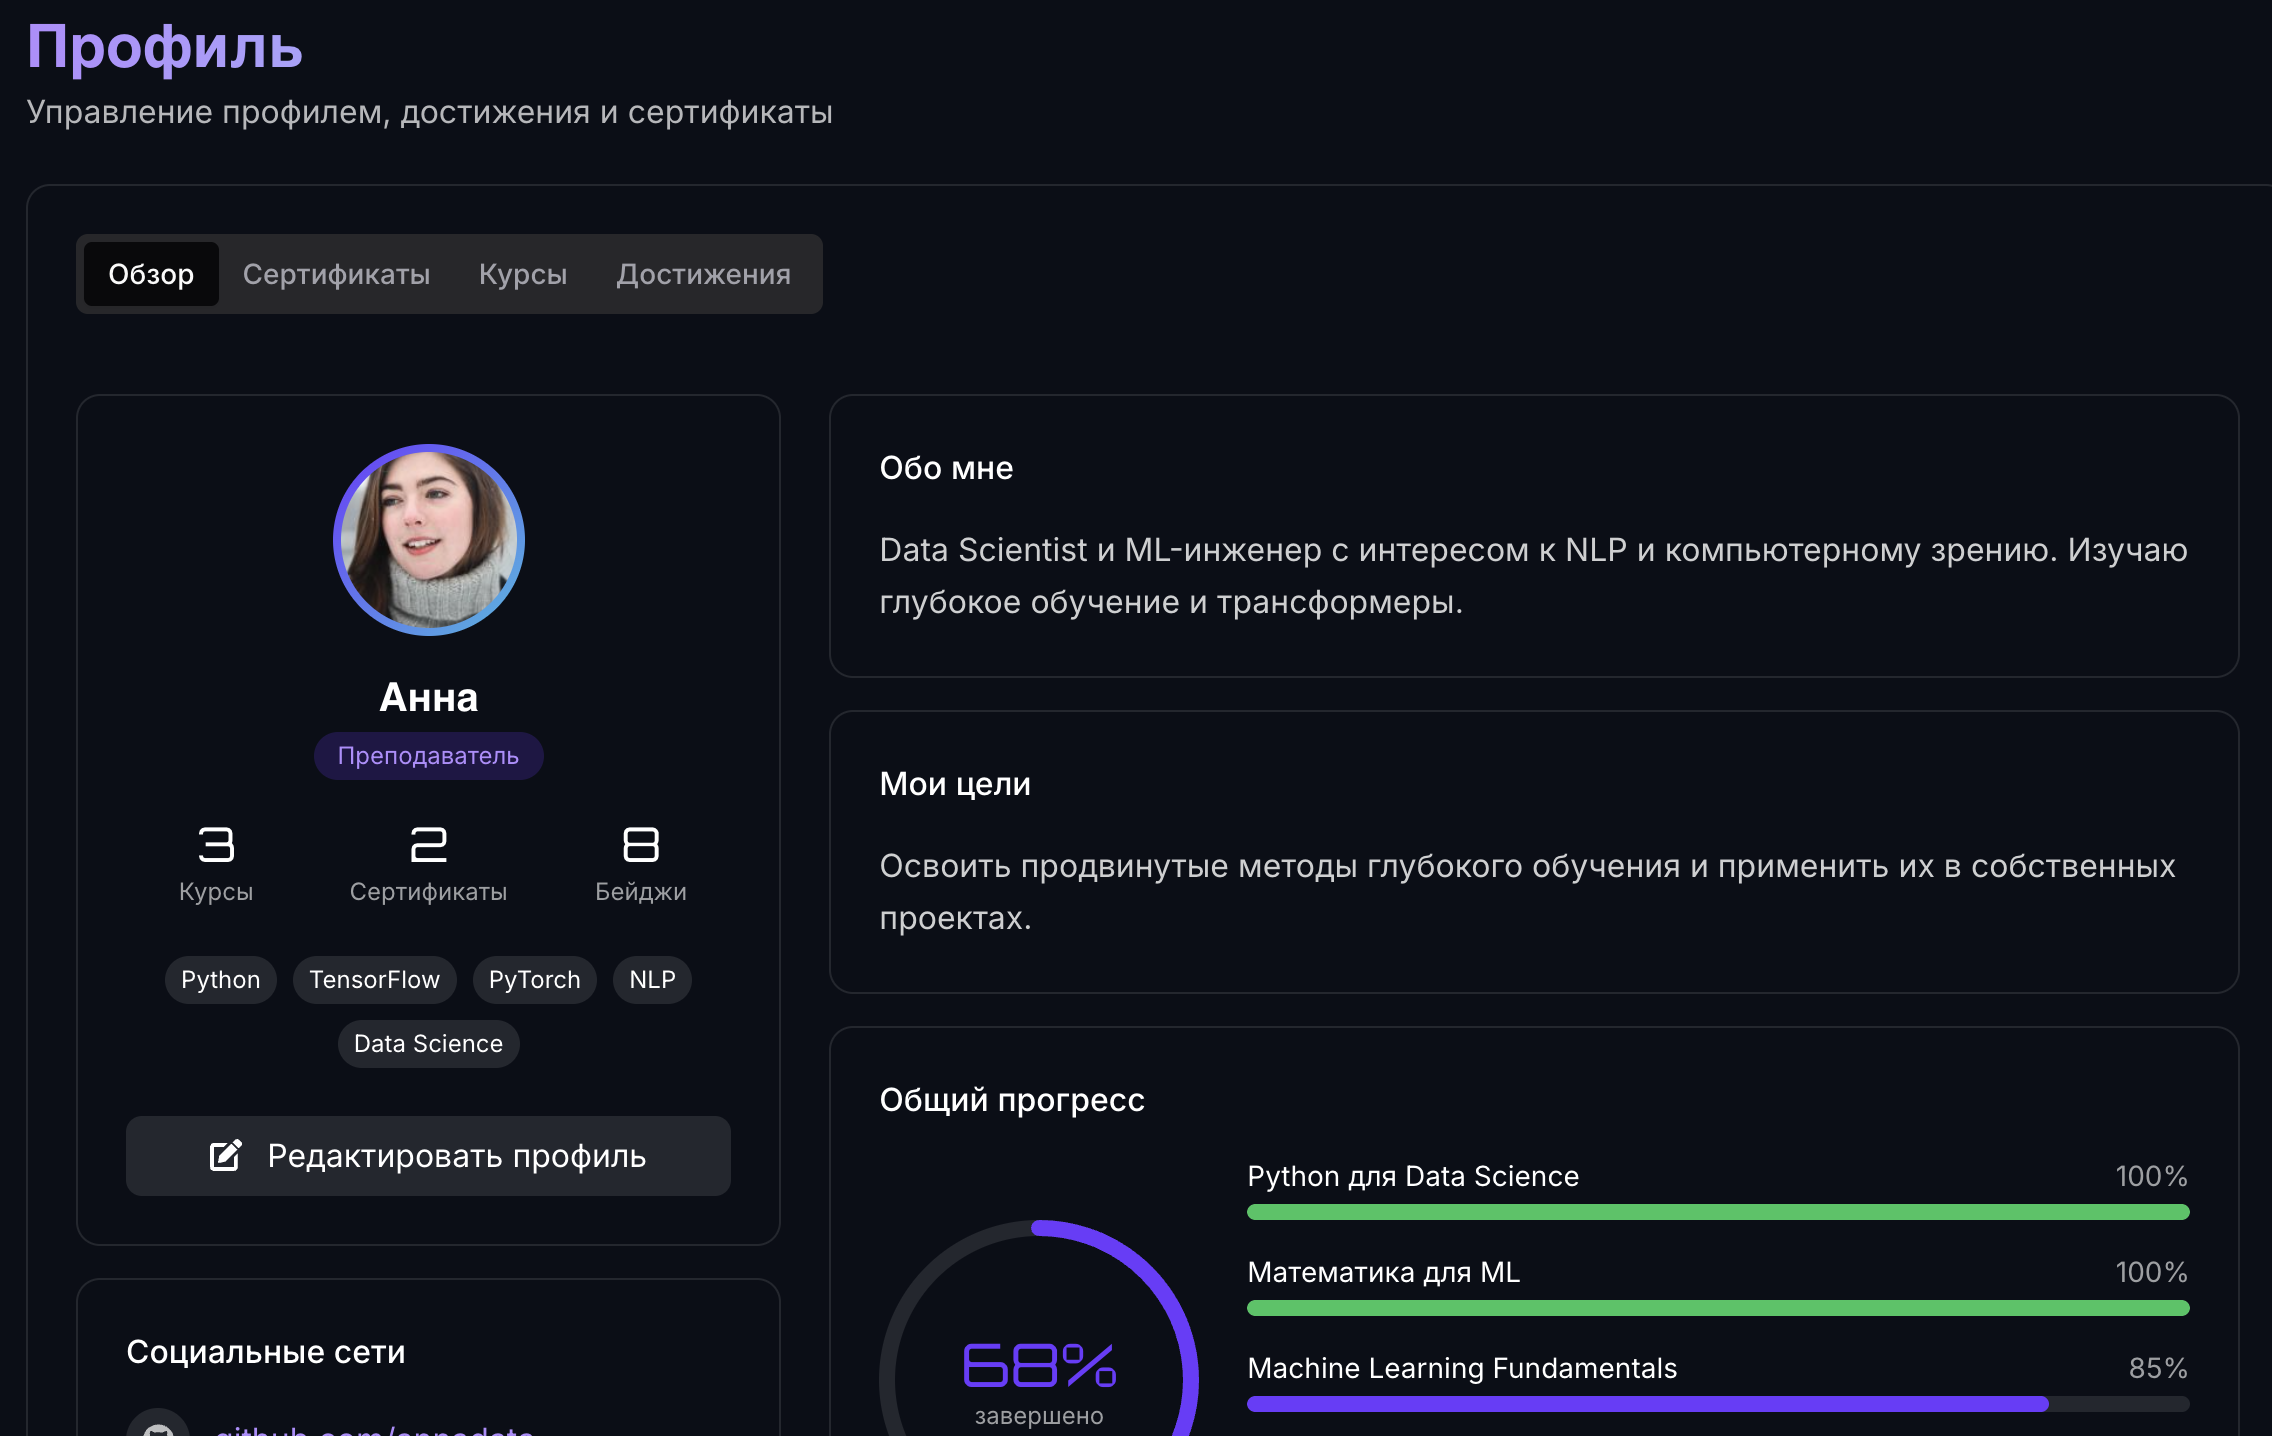 Профиль
Управление профилем, достижения и сертификаты
Обзор Сертификаты Курсы Достижения
Анна
Преподаватель
3 2 8
Курсы Сертификаты Бейджи
Python TensorFlow PyTorch NLP
Data Science
Редактировать профиль
Социальные сети
Обо мне
Data Scientist и ML-инженер с интересом к NLP и компьютерному зрению. Изучаю
глубокое обучение и трансформеры.
Мои цели
Освоить продвинутые методы глубокого обучения и применить их в собственных
проектах.
Общий прогресс
68%
завершено
Python для Data Science 100%
Математика для ML 100%
Machine Learning Fundamentals 85%